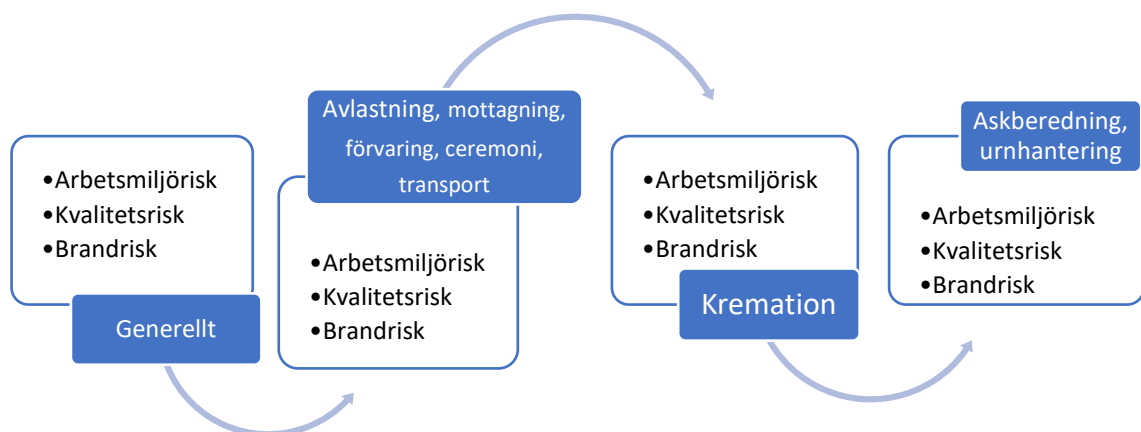 •Arbetsmiljörisk
•Kvalitetsrisk
•Brandrisk
Generellt
Avlastning, mottagning,
förvaring, ceremoni,
transport
•Arbetsmiljörisk
•Kvalitetsrisk
•Brandrisk
•Arbetsmiljörisk
•Kvalitetsrisk
•Brandrisk
Kremation
Askberedning,
urnhantering
•Arbetsmiljörisk
•Kvalitetsrisk
•Brandrisk